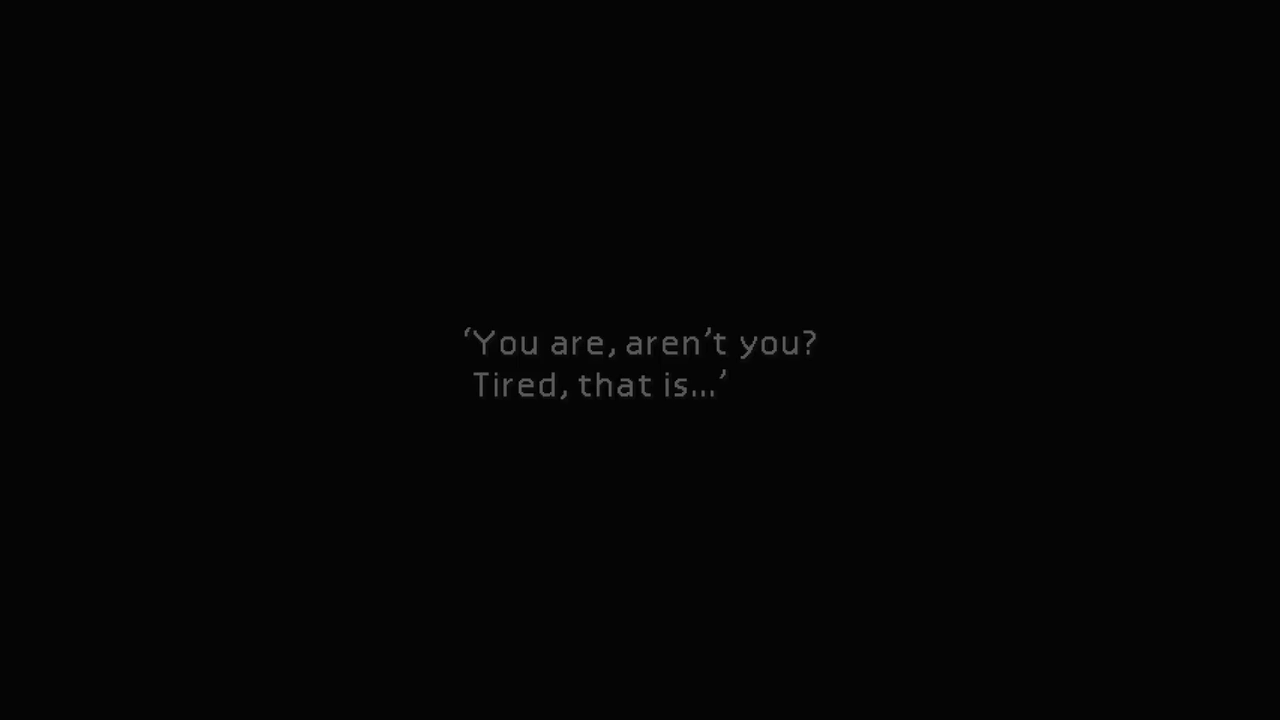 ‘You are, aren’t you?
Tired, that is...’